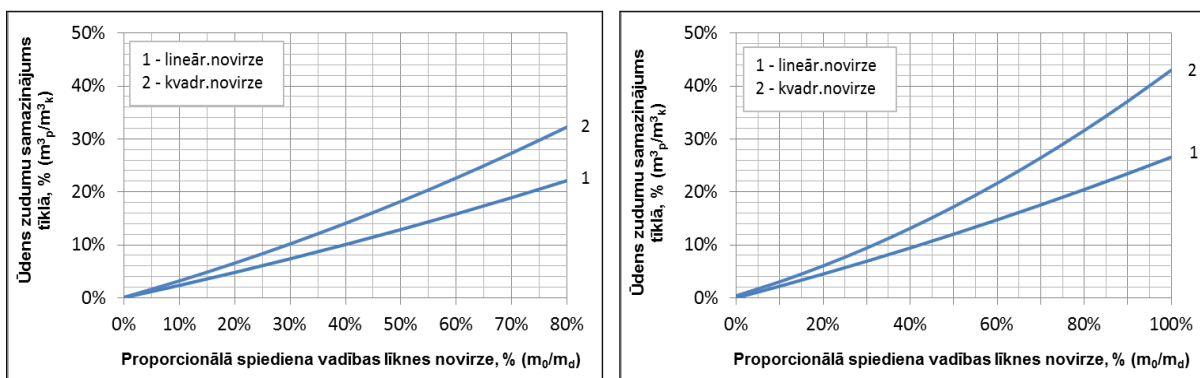 Ūdens zudumu samazinājums
tīklā, % (m³p/m³k)
50%
40%
30%
20%
10%
0%
1 - lineār.novirze
2 - kvadr.novirze
2
1
0% 10% 20% 30% 40% 50% 60% 70% 80%
Proporcionālā spiediena vadības līknes novirze, % (m₀/m_d)
Ūdens zudumu samazinājums
tīklā, % (m³p/m³k)
50%
40%
30%
20%
10%
0%
1 - lineār.novirze
2 - kvadr.novirze
2
1
0% 20% 40% 60% 80% 100%
Proporcionālā spiediena vadības līknes novirze, % (m₀/m_d)